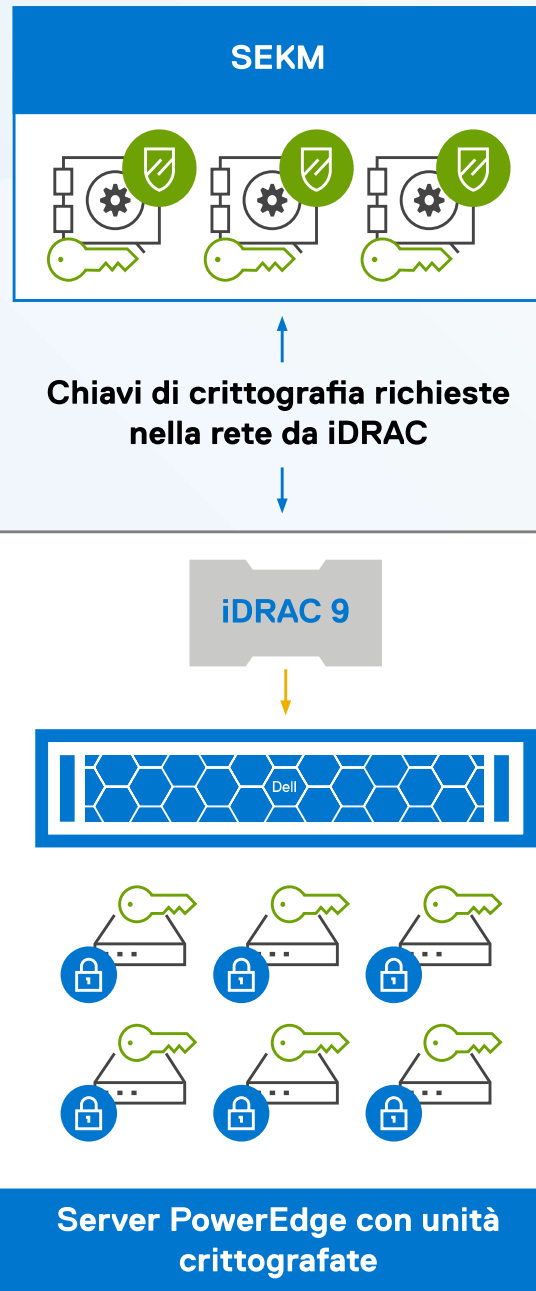 SEKM
Chiavi di crittografia richieste
nella rete da iDRAC
iDRAC 9
Dell
Server PowerEdge con unità
crittografate